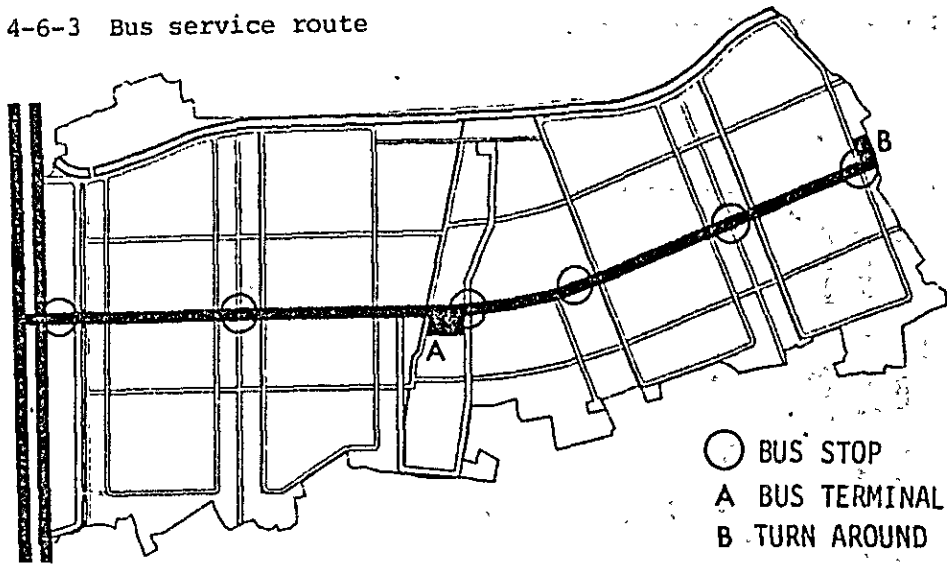 4-6-3 Bus service route
B
A
BUS STOP
A BUS TERMINAL
B TURN AROUND